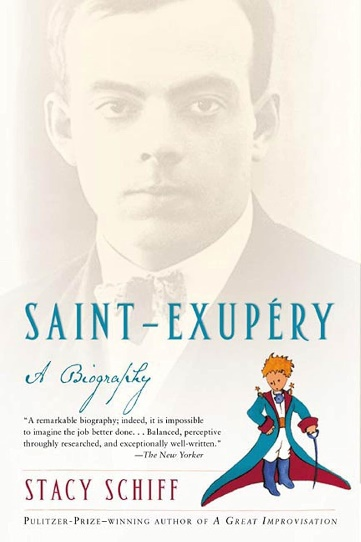 SAINT-EXUPÉRY
A Biography
“A remarkable biography; indeed, it is impossible
to imagine the job better done. . . Balanced, perceptive
throughly researched, and exceptionally well-written.”
—The New Yorker
STACY SCHIFF
PULITZER-PRIZE–WINNING AUTHOR OF A GREAT IMPROVISATION